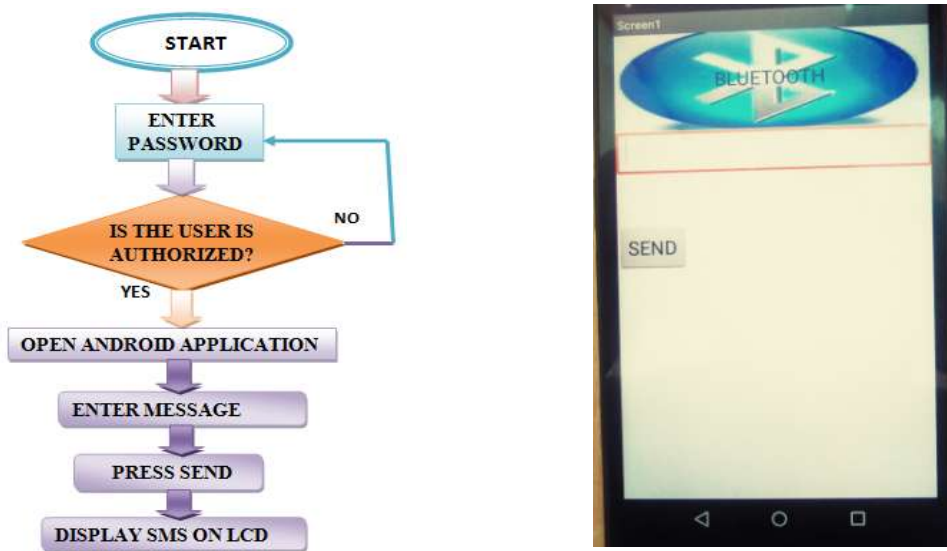 START
ENTER
PASSWORD
IS THE USER IS
AUTHORIZED?
NO
YES
OPEN ANDROID APPLICATION
ENTER MESSAGE
PRESS SEND
DISPLAY SMS ON LCD
Screen1
BLUETOOTH
SEND